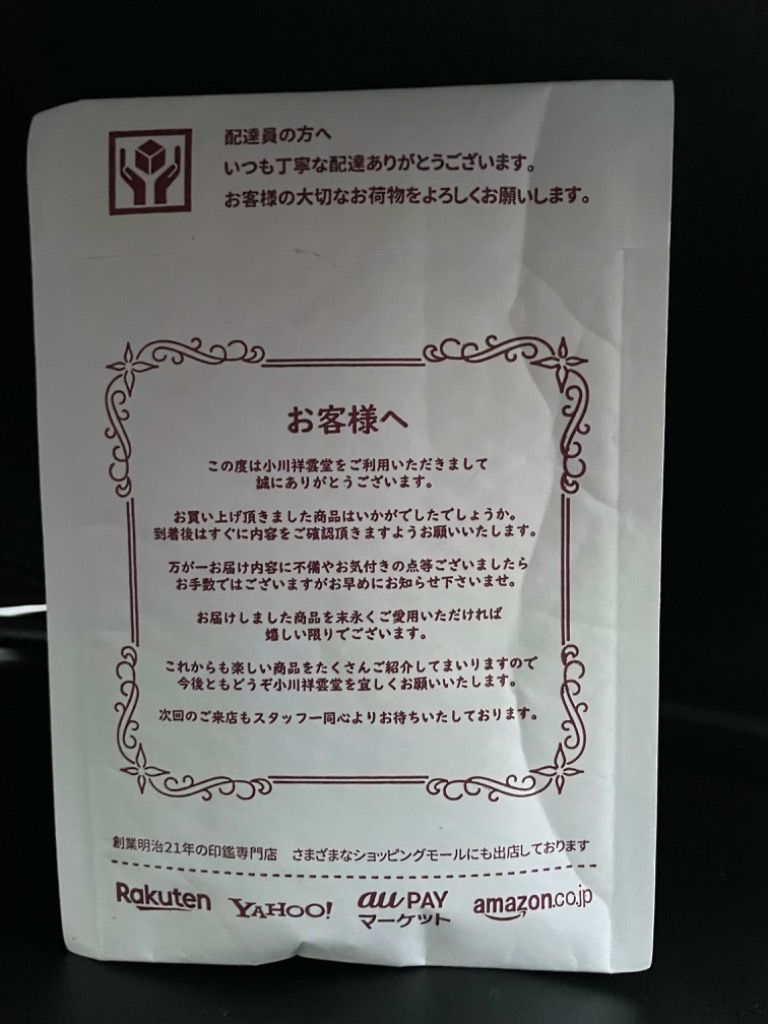 配達員の方へ
いつも丁寧な配達ありがとうございます。
お客様の大切なお荷物をよろしくお願いします。
お客様へ
この度は小川祥雲堂をご利用いただきまして
誠にありがとうございます。
お買い上げ頂きました商品はいかがでしたでしょうか。
到着後はすぐに内容をご確認頂きますようお願いいたします。
万が一お届け内容に不備やお気付きの点等ございましたら
お手数ではございますがお早めにお知らせ下さいませ。
お届けしました商品を末永くご愛用いただければ
嬉しい限りでございます。
これからも楽しい商品をたくさんご紹介してまいりますので
今後ともどうぞ小川祥雲堂を宜しくお願いいたします。
次回のご来店もスタッフ一同心よりお待ちいたしております。
創業明治21年の印鑑専門店 さまざまなショッピングモールにも出店しております
Rakuten YAHOO! au PAY マーケット amazon.co.jp